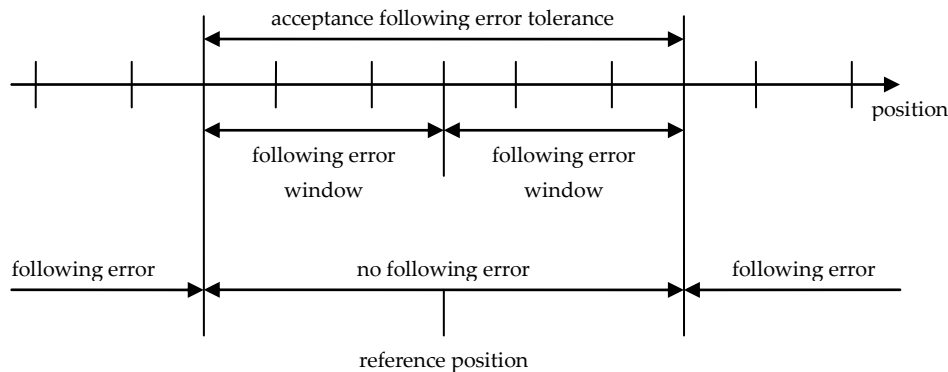 acceptance following error tolerance
position
following error
window
following error
window
following error
no following error
following error
reference position